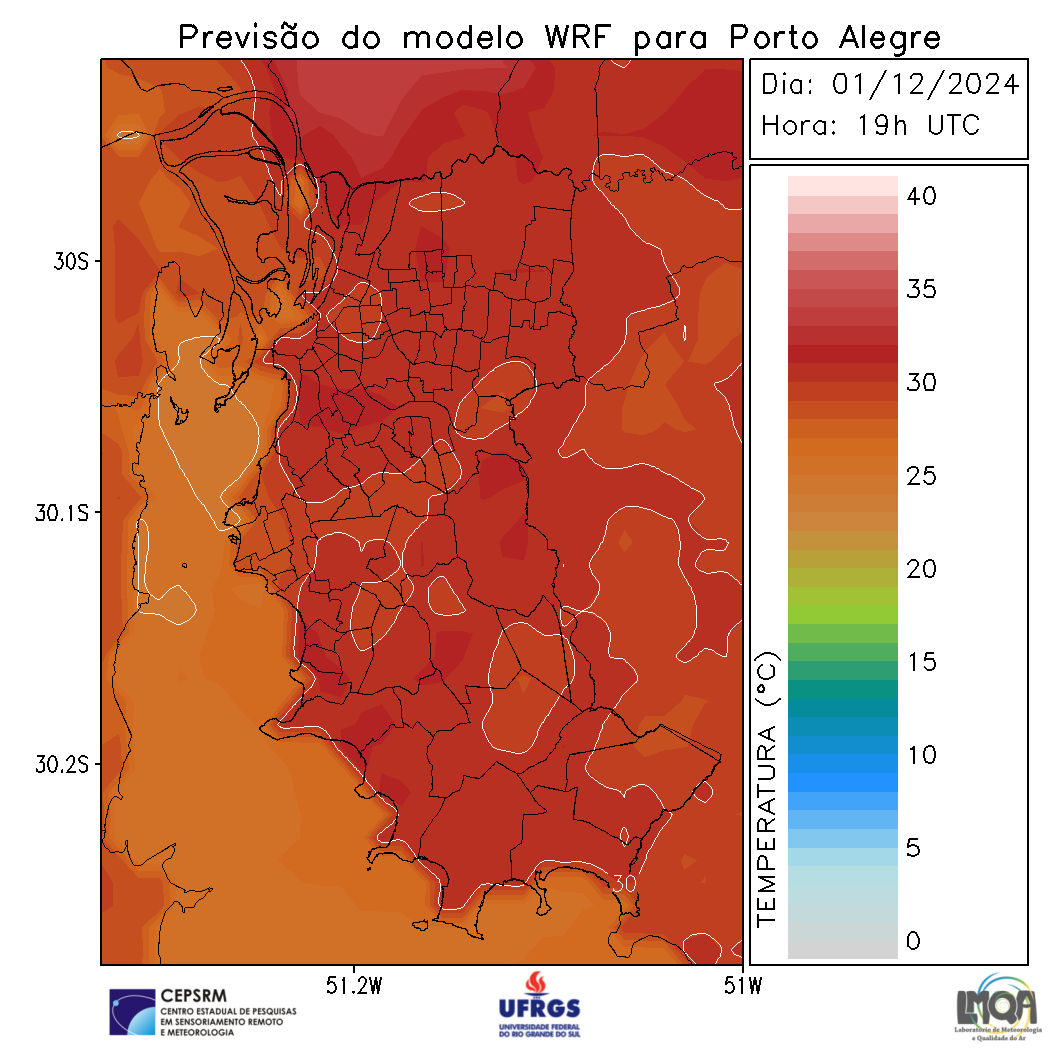 Previsão do modelo WRF para Porto Alegre
Dia: 01/12/2024
Hora: 19h UTC
40
35
30
25
20
15
10
5
0
TEMPERATURA (°C)
30S
30.1S
30.2S
30
51.2W
51W
CEPSRM
CENTRO ESTADUAL DE PESQUISAS
EM SENSORIAMENTO REMOTO
E METEOROLOGIA
UFRGS
UNIVERSIDADE FEDERAL
DO RIO GRANDE DO SUL
LMQA
Laboratório de Meteorologia
e Qualidade do Ar